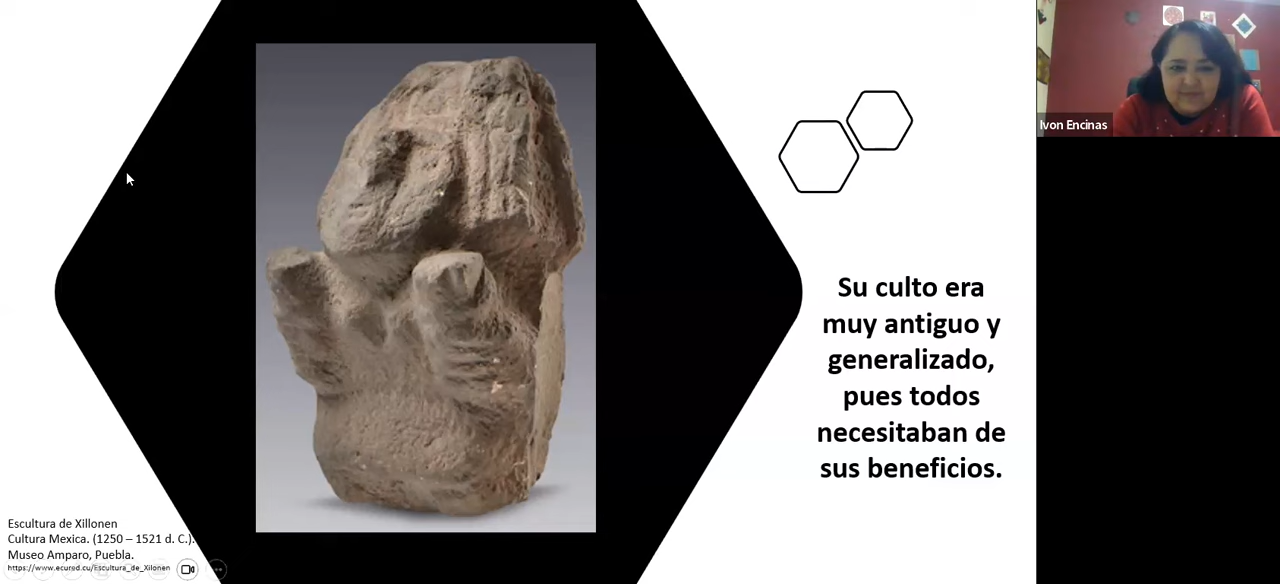 Ivon Encinas
Su culto era
muy antiguo y
generalizado,
pues todos
necesitaban de
sus beneficios.
Escultura de Xillonen
Cultura Mexica. (1250 – 1521 d. C.).
Museo Amparo, Puebla.
https://www.ecured.cu/Escultura_de_Xilonen